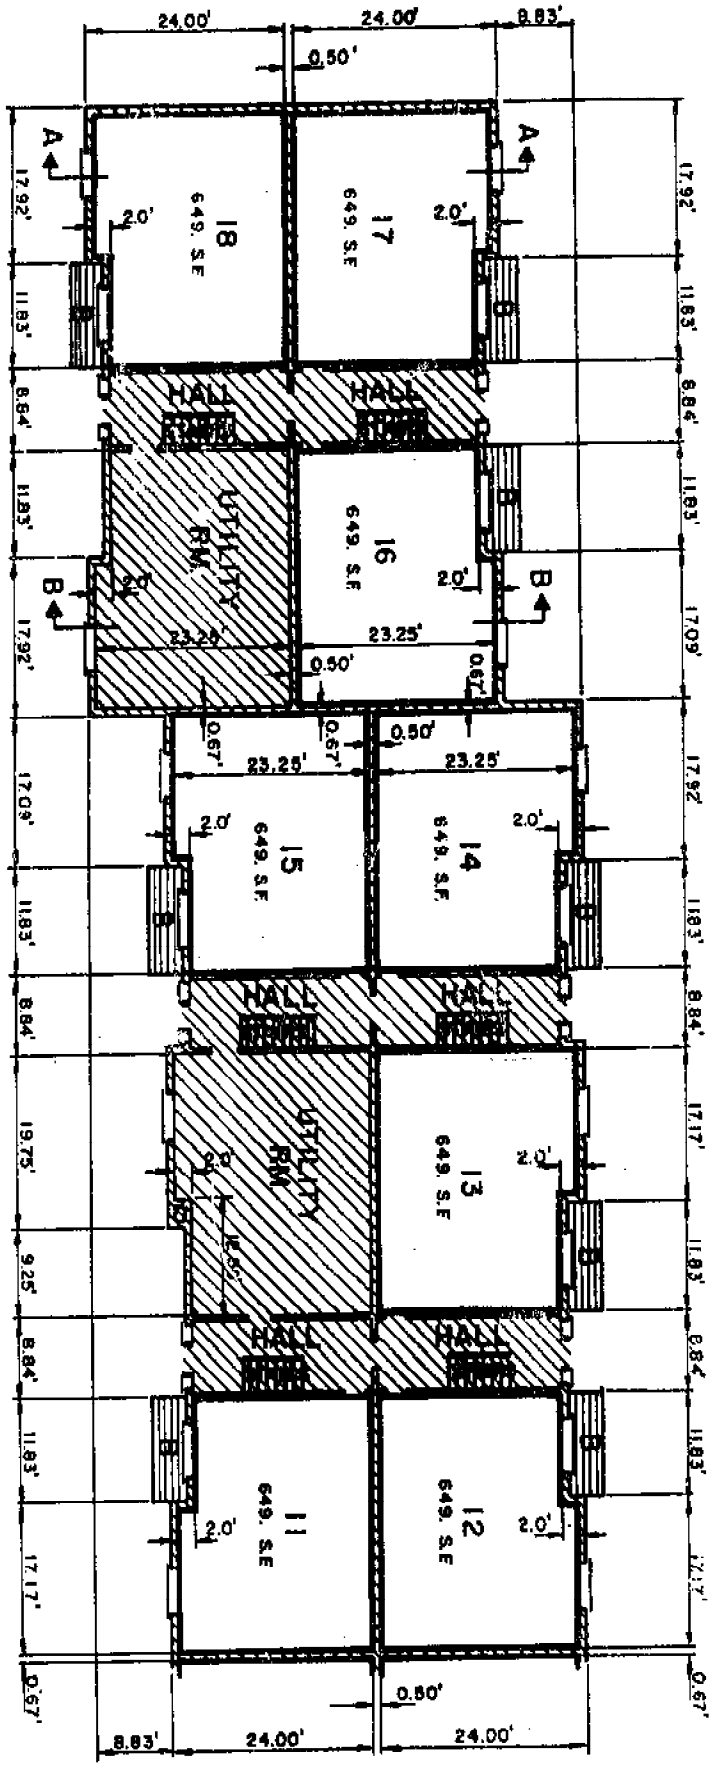 24.00'
24.00'
8.83'
0.50'
A
A
17.92'
17.92'
2.0'
2.0'
18
649. S.F
17
649. S.F
11.83'
B
B
11.83'
8.84'
HALL
HALL
8.84'
11.83'
B
11.83'
UTILITY
RM.
16
649. S.F.
B
2.0'
2.0'
B
17.92'
23.25'
23.25'
17.09'
0.50'
0.67'
0.67'
0.67'
0.50'
17.09'
23.25'
23.25'
17.92'
2.0'
2.0'
15
649. S.F.
14
649. S.F.
11.83'
B
B
11.83'
8.84'
HALL
HALL
8.84'
19.75'
UTILITY
RM
13
649. S.F
17.17'
2.0'
B
11.83'
9.25'
8.84'
HALL
HALL
8.84'
11.83'
B
B
11.83'
11
649. S.F
12
649. S.F
2.0'
2.0'
17.17'
17.17'
0.67'
0.67'
0.50'
8.83'
24.00'
24.00'